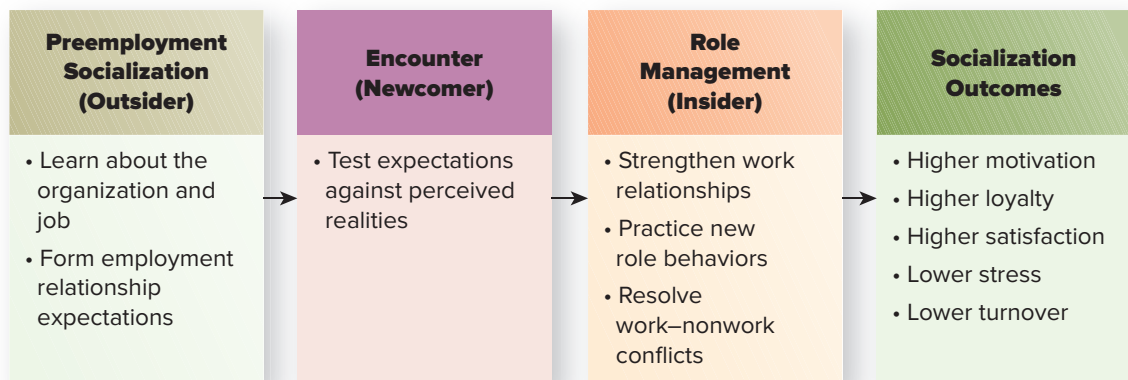 Preemployment
Socialization
(Outsider)
• Learn about the
organization and
job
• Form employment
relationship
expectations
Encounter
(Newcomer)
• Test expectations
against perceived
realities
Role
Management
(Insider)
• Strengthen work
relationships
• Practice new
role behaviors
• Resolve
work–nonwork
conflicts
Socialization
Outcomes
• Higher motivation
• Higher loyalty
• Higher satisfaction
• Lower stress
• Lower turnover